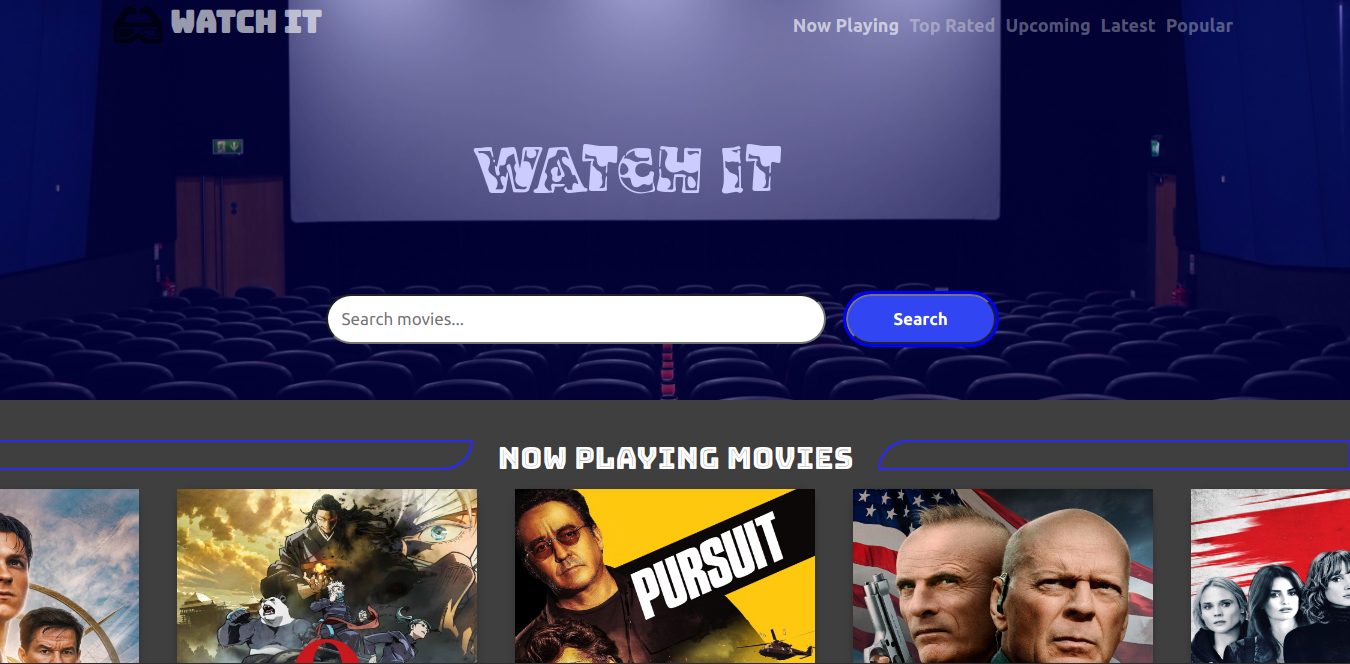 WATCH IT
Now Playing Top Rated Upcoming Latest Popular
WATCH IT
Search movies... Search
NOW PLAYING MOVIES
PURSUIT